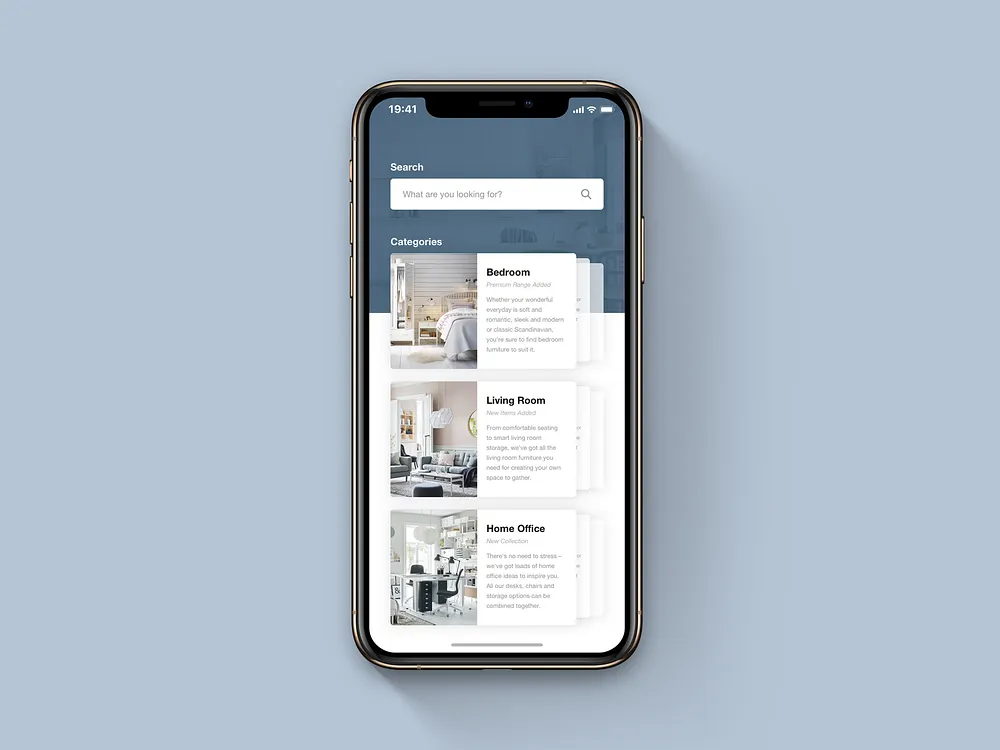 19:41
Search
What are you looking for?
Categories
Bedroom
Premium Range Added
Whether your wonderful
everyday is soft and
romantic, sleek and modern
or classic Scandinavian,
you're sure to find bedroom
furniture to suit it.
Living Room
New Items Added
From comfortable seating
to smart living room
storage, we've got all the
living room furniture you
need for creating your own
space to gather.
Home Office
New Collection
There's no need to stress –
we've got loads of home
office ideas to inspire you.
All our desks, chairs and
storage options can be
combined together.